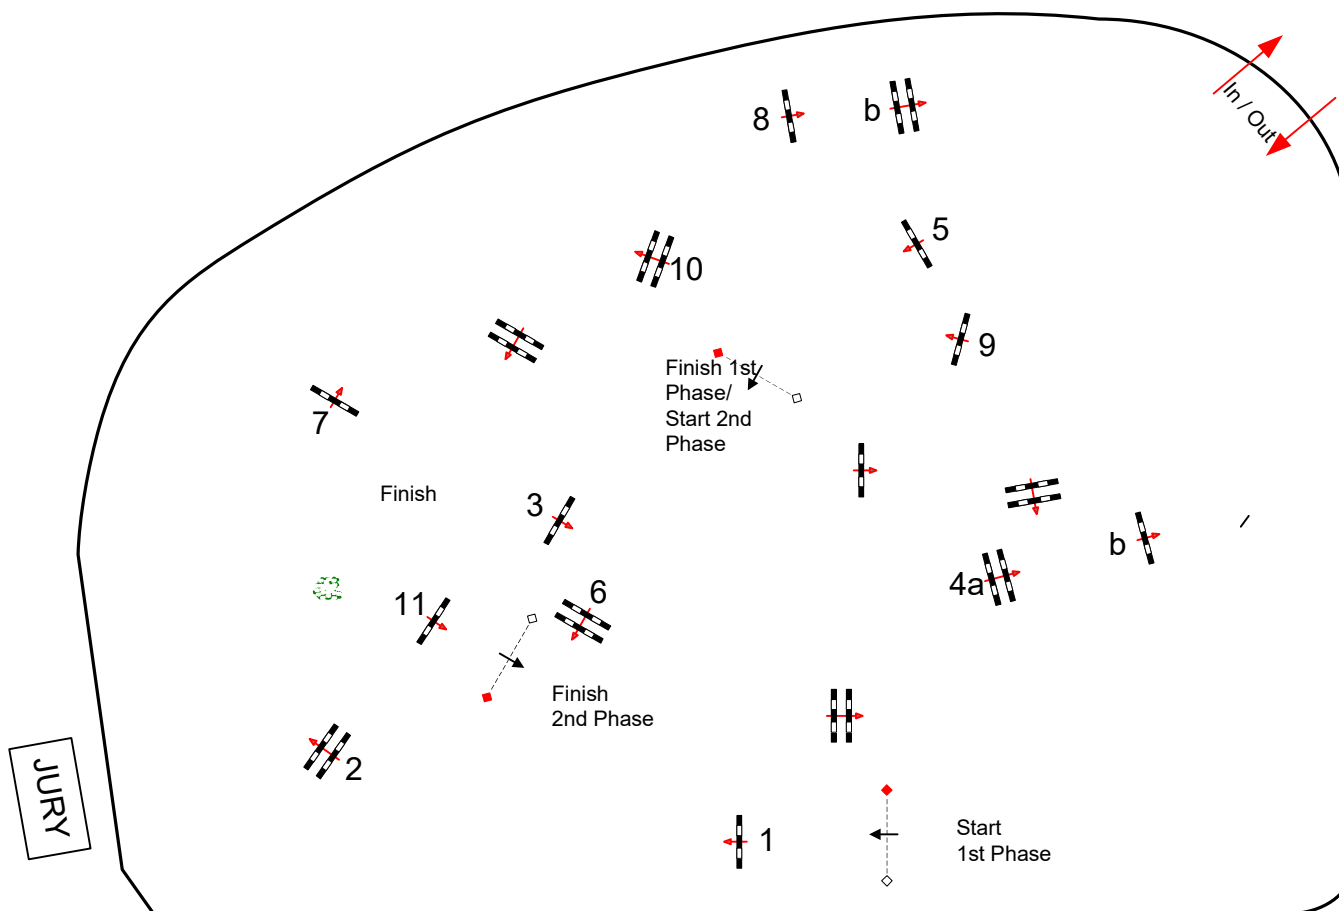 In / Out
8
b
5
10
9
Finish 1st
Phase/
Start 2nd
Phase
7
Finish
3
b
4a
6
11
Finish
2nd Phase
2
JURY
1
Start
1st Phase